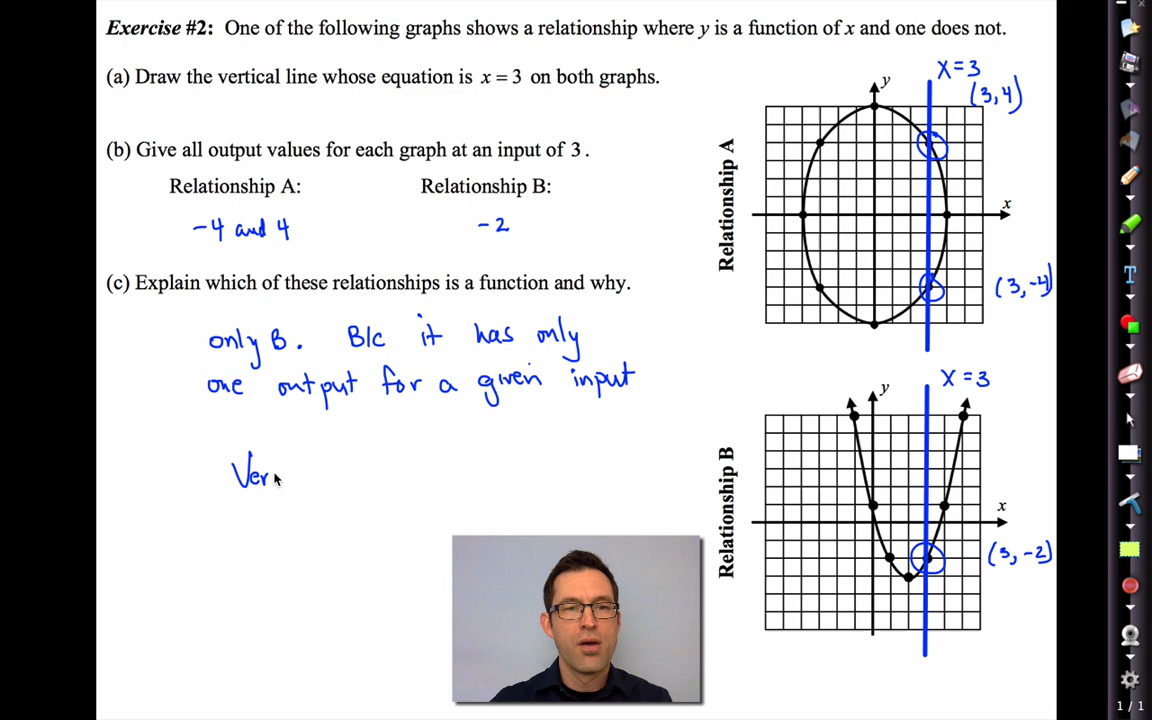 Exercise #2: One of the following graphs shows a relationship where y is a function of x and one does not.
(a) Draw the vertical line whose equation is x = 3 on both graphs.
(b) Give all output values for each graph at an input of 3.
Relationship A: Relationship B:
-4 and 4 -2
(c) Explain which of these relationships is a function and why.
only B. B/c it has only
one output for a given input
Ver
x=3
(3,4)
y
x
Relationship A
(3,-4)
x=3
y
x
Relationship B
(3,-2)
T
1 / 1